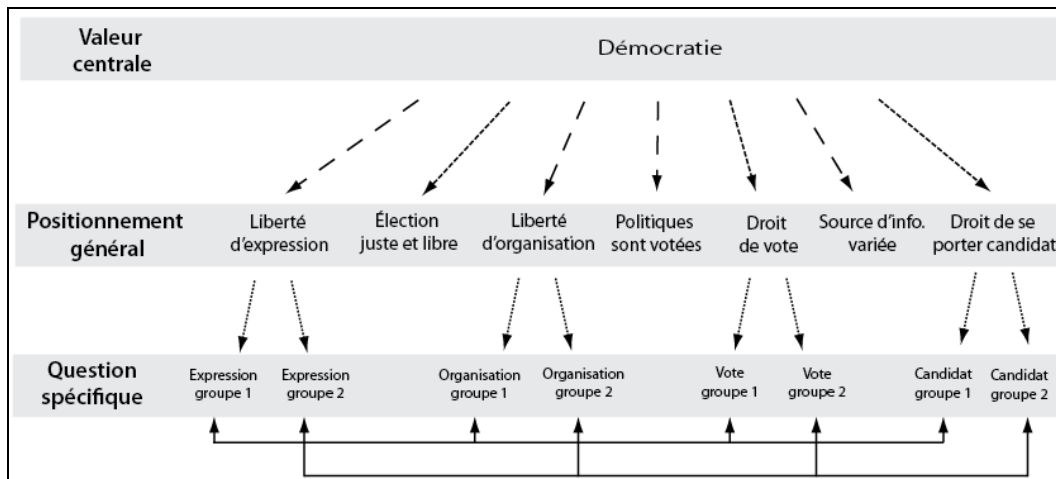 Valeur
centrale
Démocratie
Positionnement
général
Liberté
d'expression
Élection
juste et libre
Liberté
d'organisation
Politiques
sont votées
Droit
de vote
Source d'info.
variée
Droit de se
porter candidat
Question
spécifique
Expression
groupe 1
Expression
groupe 2
Organisation
groupe 1
Organisation
groupe 2
Vote
groupe 1
Vote
groupe 2
Candidat
groupe 1
Candidat
groupe 2